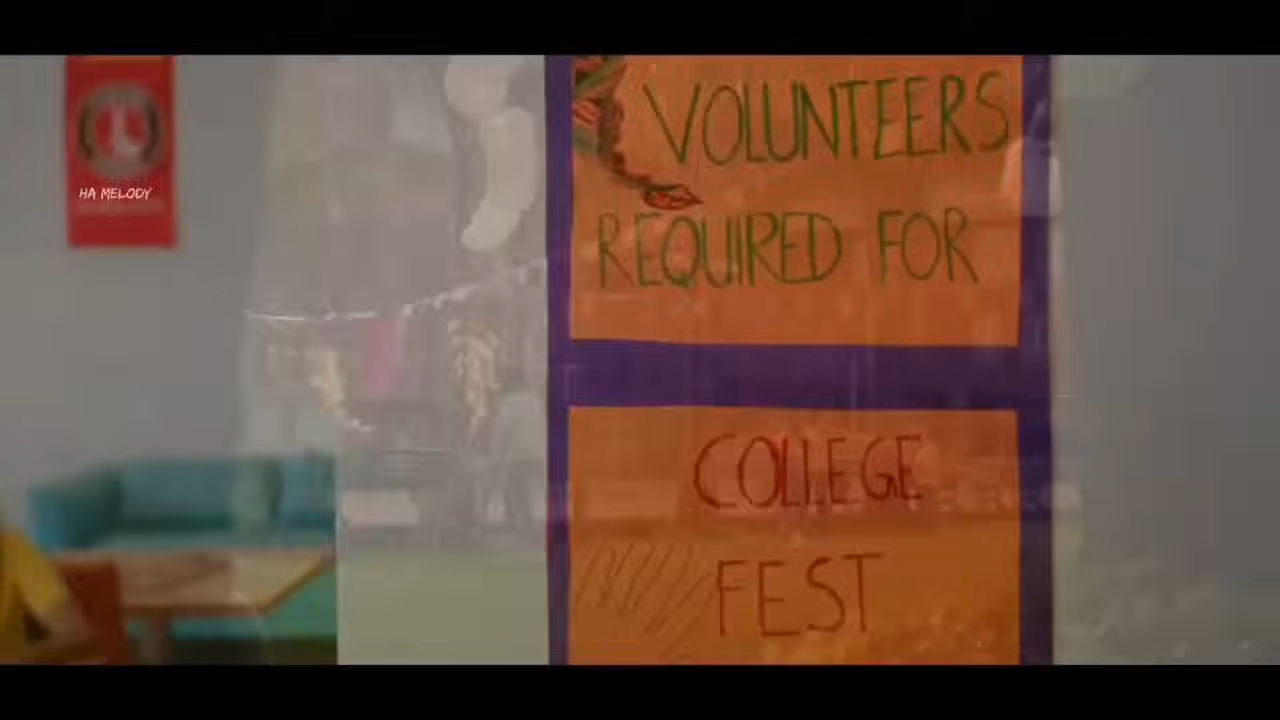 HA MELODY
VOLUNTEERS
REQUIRED FOR
COLLEGE
FEST